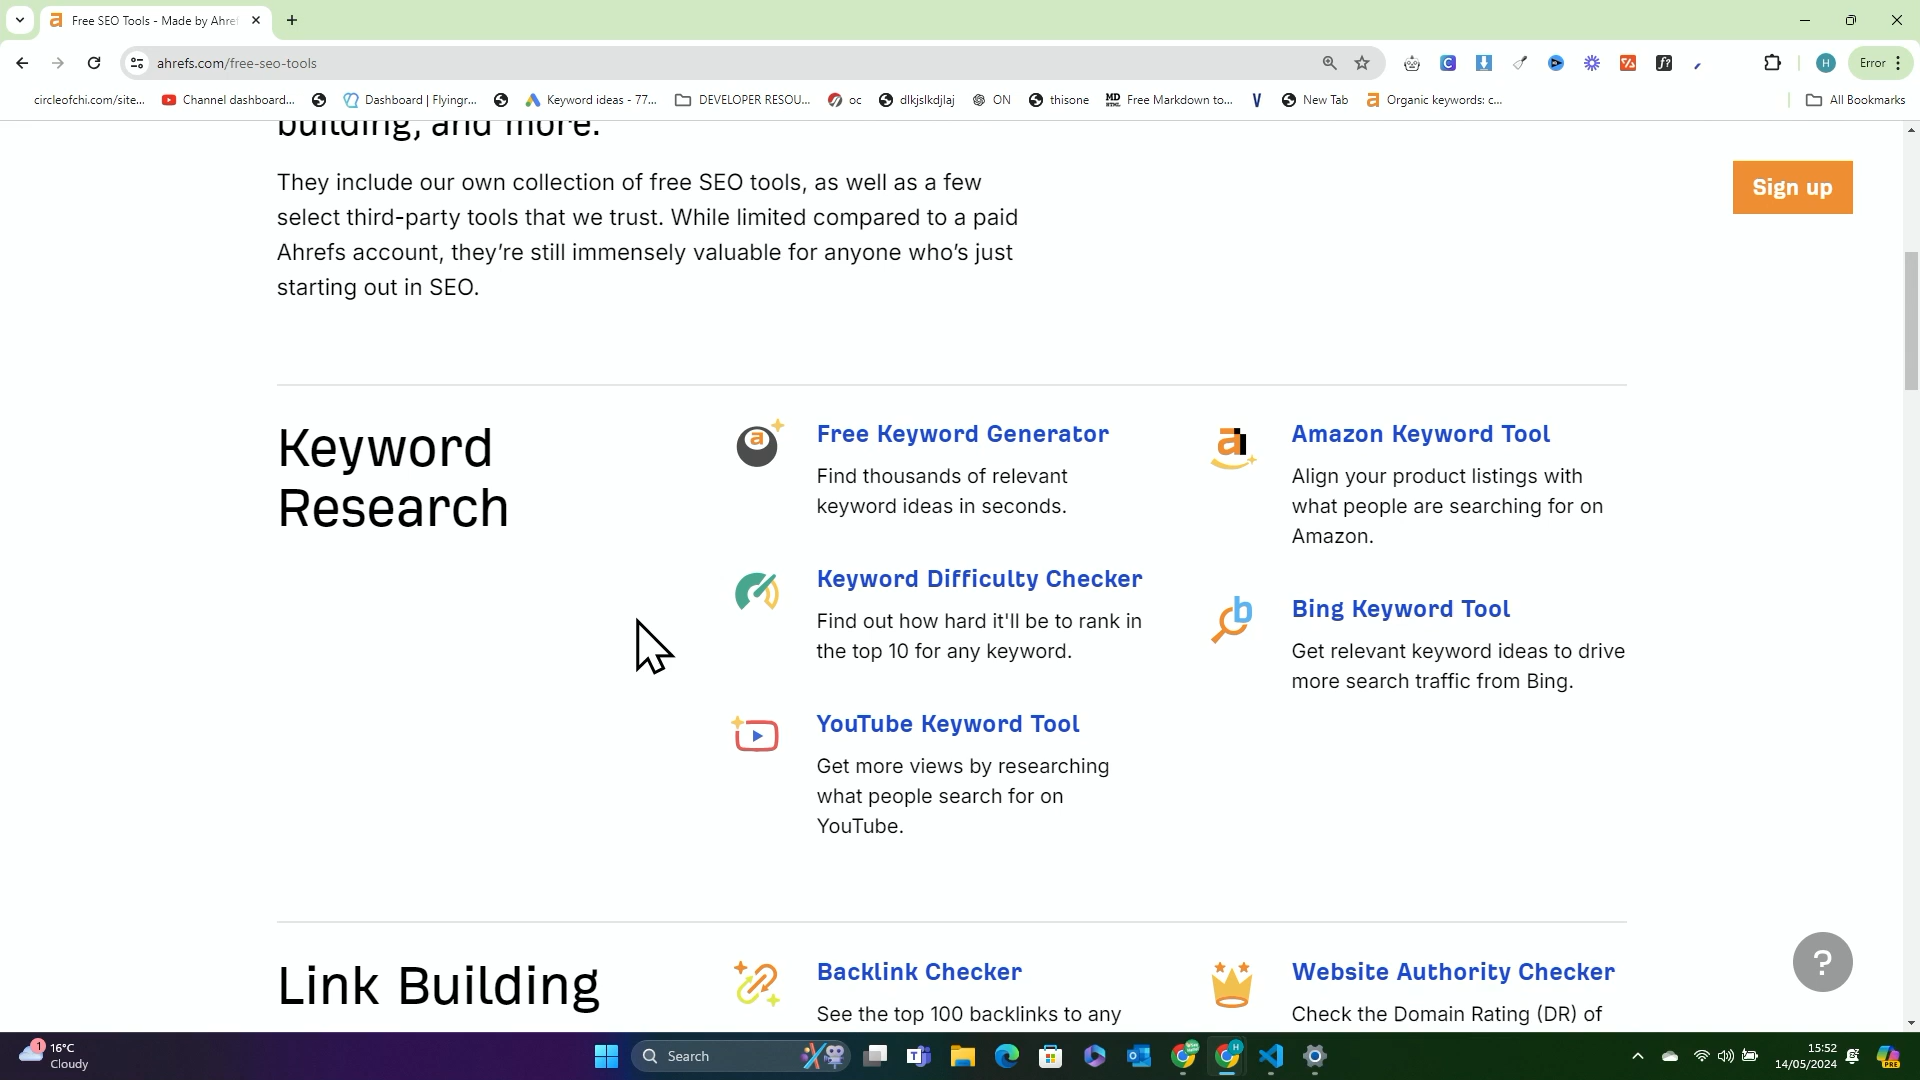 Free SEO Tools - Made by Ahre
ahrefs.com/free-seo-tools
H
Error
circleofchi.com/site...
Channel dashboard...
Dashboard | Flyingr...
Keyword ideas - 77...
DEVELOPER RESOU...
oc
dlkjslkdjlaj
ON
thisone
MD
Free Markdown to...
New Tab
Organic keywords: c...
All Bookmarks
building, and more.
They include our own collection of free SEO tools, as well as a few
select third-party tools that we trust. While limited compared to a paid
Ahrefs account, they’re still immensely valuable for anyone who’s just
starting out in SEO.
Sign up
Keyword
Research
Free Keyword Generator
Find thousands of relevant
keyword ideas in seconds.
Keyword Difficulty Checker
Find out how hard it'll be to rank in
the top 10 for any keyword.
YouTube Keyword Tool
Get more views by researching
what people search for on
YouTube.
Amazon Keyword Tool
Align your product listings with
what people are searching for on
Amazon.
Bing Keyword Tool
Get relevant keyword ideas to drive
more search traffic from Bing.
Link Building
Backlink Checker
See the top 100 backlinks to any
Website Authority Checker
Check the Domain Rating (DR) of
?
1
16°C
Cloudy
Search
15:52
14/05/2024